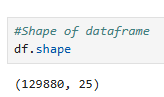 #Shape of dataframe
df.shape
(129880, 25)